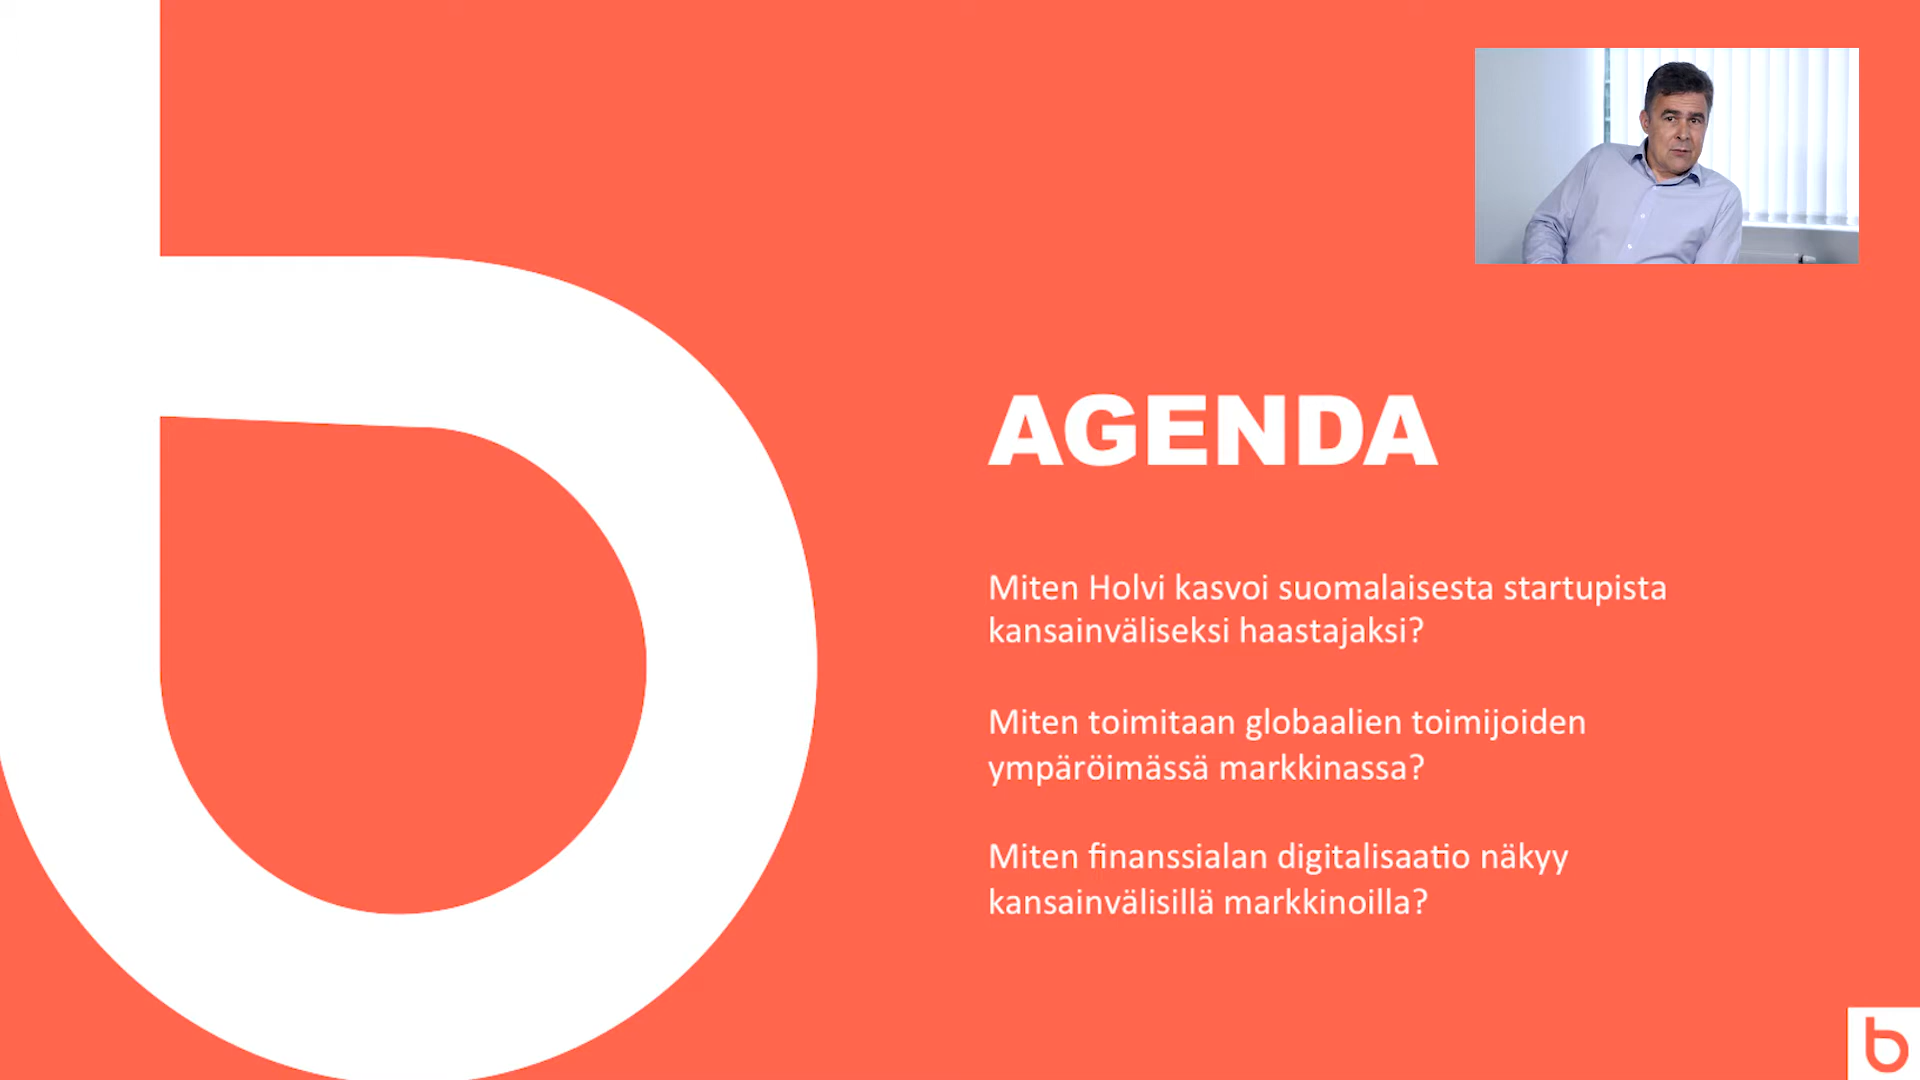 AGENDA
Miten Holvi kasvoi suomalaisesta startupista
kansainväliseksi haastajaksi?
Miten toimitaan globaalien toimijoiden
ympäröimässä markkinassa?
Miten finanssialan digitalisaatio näkyy
kansainvälisillä markkinoilla?